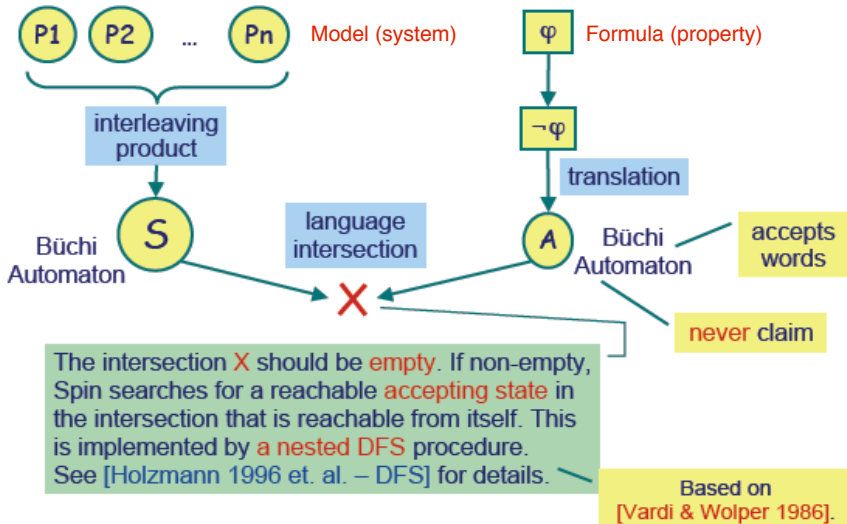 P1 P2 ... Pn Model (system)
φ Formula (property)
¬φ
interleaving
product
translation
S
Büchi
Automaton
language
intersection
A
Büchi
Automaton
accepts
words
X
never claim
The intersection X should be empty. If non-empty,
Spin searches for a reachable accepting state in
the intersection that is reachable from itself. This
is implemented by a nested DFS procedure.
See [Holzmann 1996 et. al. – DFS] for details.
Based on
[Vardi & Wolper 1986].